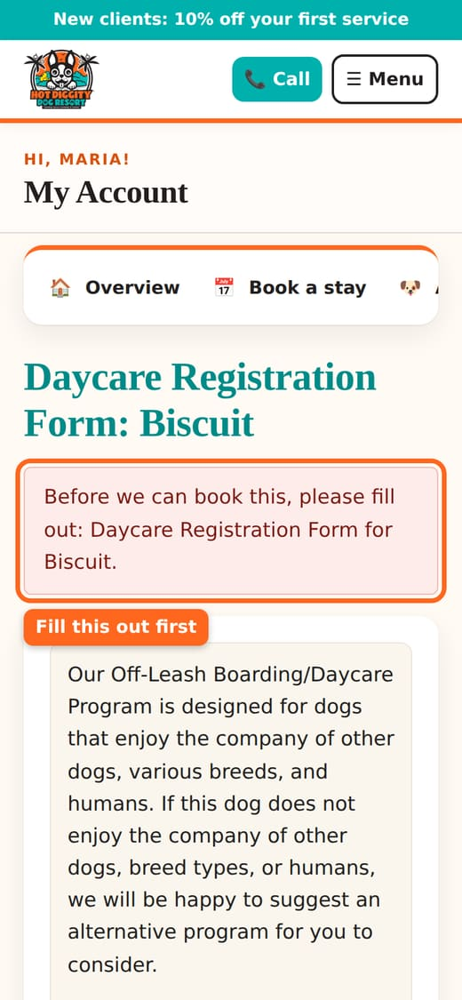 New clients: 10% off your first service
HOT DIGGITY
DOG RESORT
Call
☰ Menu
HI, MARIA!
My Account
Overview
July
17
Book a stay
Daycare Registration
Form: Biscuit
Before we can book this, please fill
out: Daycare Registration Form for
Biscuit.
Fill this out first
Our Off-Leash Boarding/Daycare
Program is designed for dogs
that enjoy the company of other
dogs, various breeds, and
humans. If this dog does not
enjoy the company of other
dogs, breed types, or humans,
we will be happy to suggest an
alternative program for you to
consider.